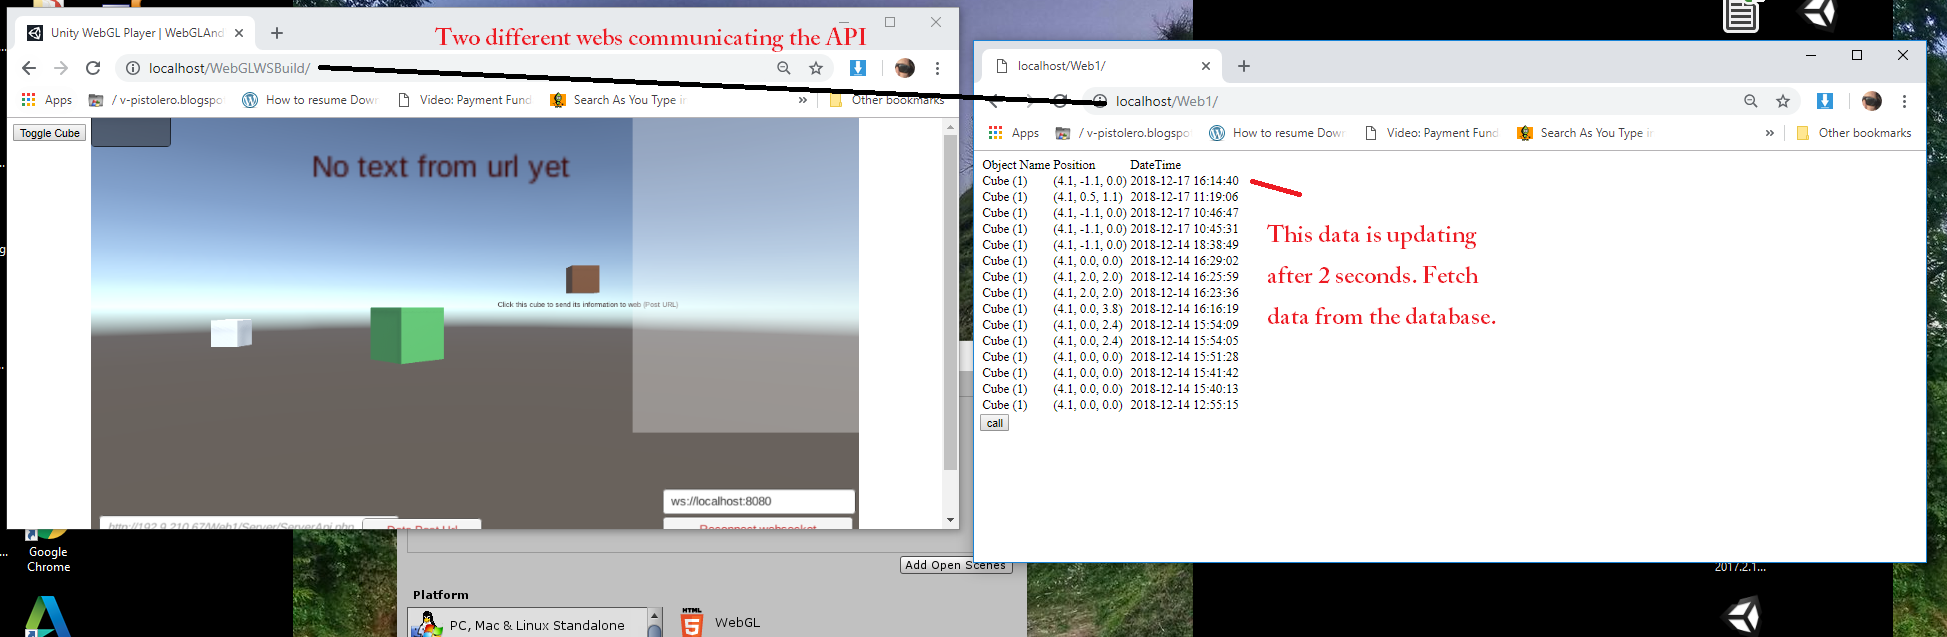 Unity WebGL Player | WebGLAnd
Two different webs communicating the API
localhost/WebGLWSBuild/
Apps
/ v-pistolero.blogspo
How to resume Down
Video: Payment Fund
Search As You Type in
»
Other bookmarks
Toggle Cube
No text from url yet
Click this cube to send its information to web (Post URL)
ws://localhost:8080
http://192.9.210.67/Web1/Server/ServerApi.php
Data Post Url
Reconnect websocket
localhost/Web1/
localhost/Web1/
Apps
/ v-pistolero.blogspo
How to resume Down
Video: Payment Fund
Search As You Type in
»
Other bookmarks
Object Name Position DateTime
Cube (1) (4.1, -1.1, 0.0) 2018-12-17 16:14:40
Cube (1) (4.1, 0.5, 1.1) 2018-12-17 11:19:06
Cube (1) (4.1, -1.1, 0.0) 2018-12-17 10:46:47
Cube (1) (4.1, -1.1, 0.0) 2018-12-17 10:45:31
Cube (1) (4.1, -1.1, 0.0) 2018-12-14 18:38:49
Cube (1) (4.1, 0.0, 0.0) 2018-12-14 16:29:02
Cube (1) (4.1, 2.0, 2.0) 2018-12-14 16:25:59
Cube (1) (4.1, 2.0, 2.0) 2018-12-14 16:23:36
Cube (1) (4.1, 0.0, 3.8) 2018-12-14 16:16:19
Cube (1) (4.1, 0.0, 2.4) 2018-12-14 15:54:09
Cube (1) (4.1, 0.0, 2.4) 2018-12-14 15:54:05
Cube (1) (4.1, 0.0, 0.0) 2018-12-14 15:51:28
Cube (1) (4.1, 0.0, 0.0) 2018-12-14 15:41:42
Cube (1) (4.1, 0.0, 0.0) 2018-12-14 15:40:13
Cube (1) (4.1, 0.0, 0.0) 2018-12-14 12:55:15
call
This data is updating
after 2 seconds. Fetch
data from the database.
Google
Chrome
Add Open Scenes
2017.2.1...
Platform
PC, Mac & Linux Standalone
HTML
5
WebGL